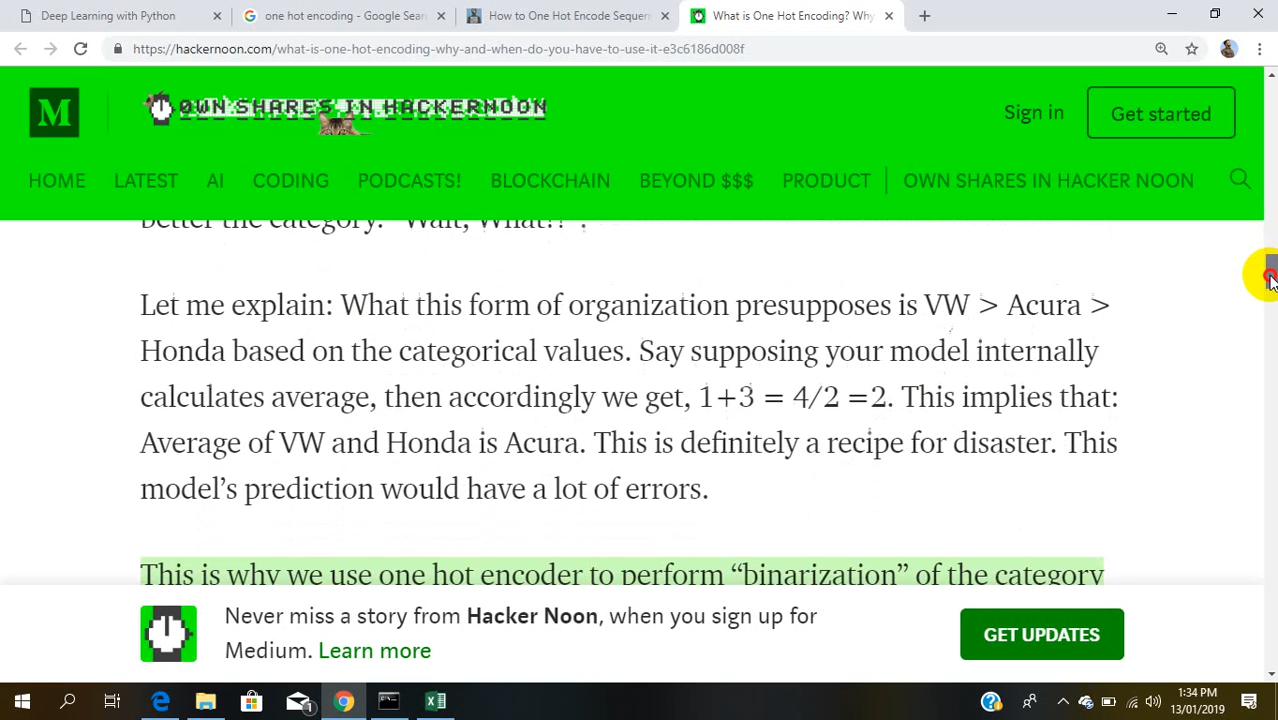 Deep Learning with Python
one hot encoding - Google Sear
How to One Hot Encode Sequen
What is One Hot Encoding? Why
https://hackernoon.com/what-is-one-hot-encoding-why-and-when-do-you-have-to-use-it-e3c6186d008f
M
OWN SHARES IN HACKERNOON
Sign in
Get started
HOME LATEST AI CODING PODCASTS! BLOCKCHAIN BEYOND $$$ PRODUCT OWN SHARES IN HACKER NOON
better the category. “Wait, What!?”.
Let me explain: What this form of organization presupposes is VW > Acura >
Honda based on the categorical values. Say supposing your model internally
calculates average, then accordingly we get, 1+3 = 4/2 =2. This implies that:
Average of VW and Honda is Acura. This is definitely a recipe for disaster. This
model’s prediction would have a lot of errors.
This is why we use one hot encoder to perform “binarization” of the category
Never miss a story from Hacker Noon, when you sign up for
Medium. Learn more
GET UPDATES
1:34 PM
13/01/2019